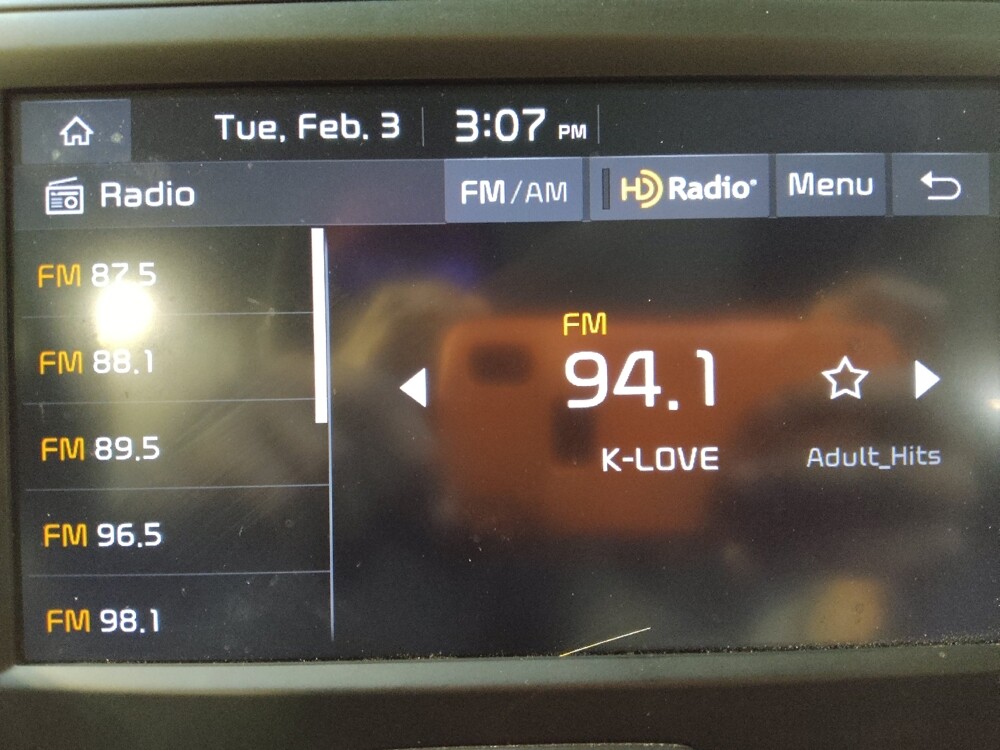 Tue, Feb. 3 3:07 PM
Radio FM/AM HD Radio Menu
FM 87.5
FM 88.1
FM 89.5
FM 96.5
FM 98.1
FM
94.1
K-LOVE Adult_Hits